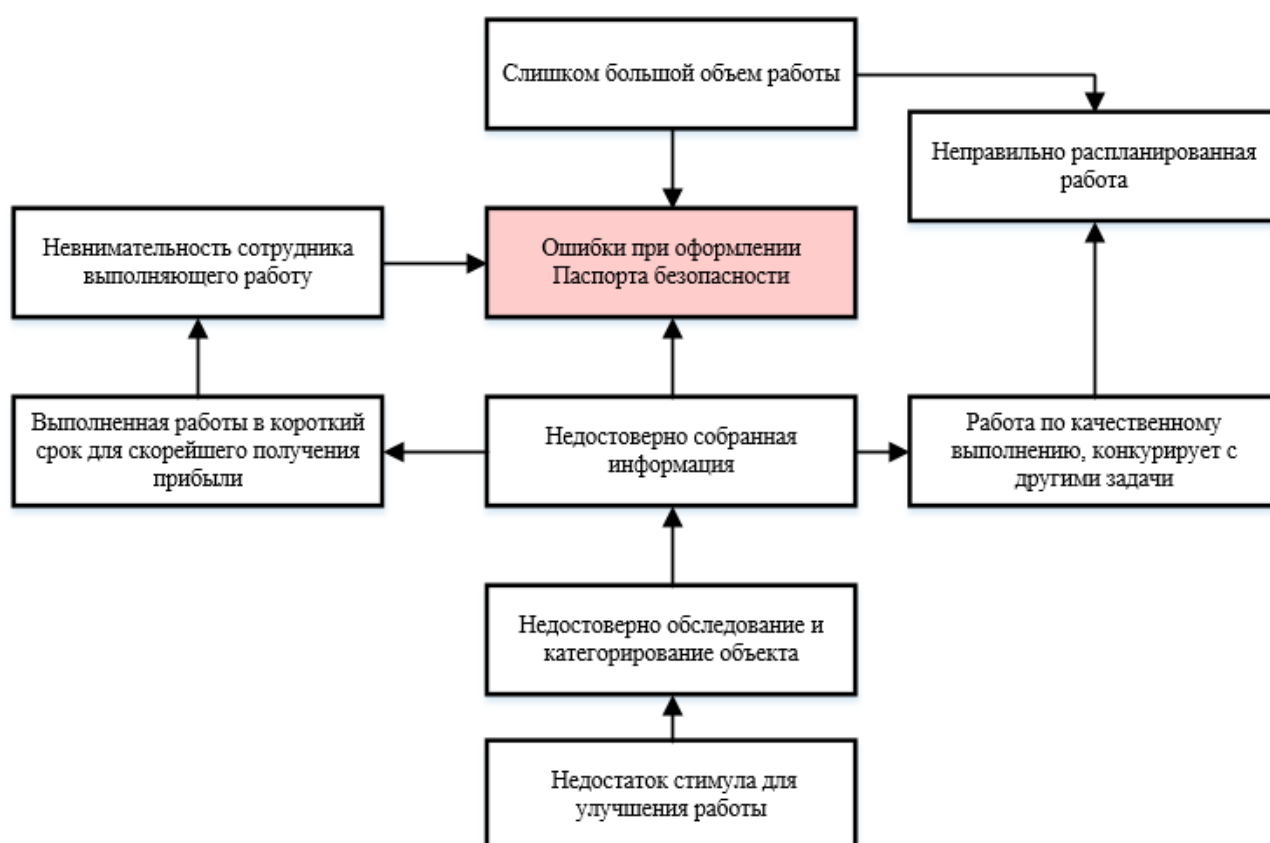 Слишком большой объем работы
Неправильно распланированная
работа
Невнимательность сотрудника
выполняющего работу
Ошибки при оформлении
Паспорта безопасности
Выполненная работы в короткий
срок для скорейшего получения
прибыли
Недостоверно собранная
информация
Работа по качественному
выполнению, конкурирует с
другими задачи
Недостоверно обследование и
категорирование объекта
Недостаток стимула для
улучшения работы